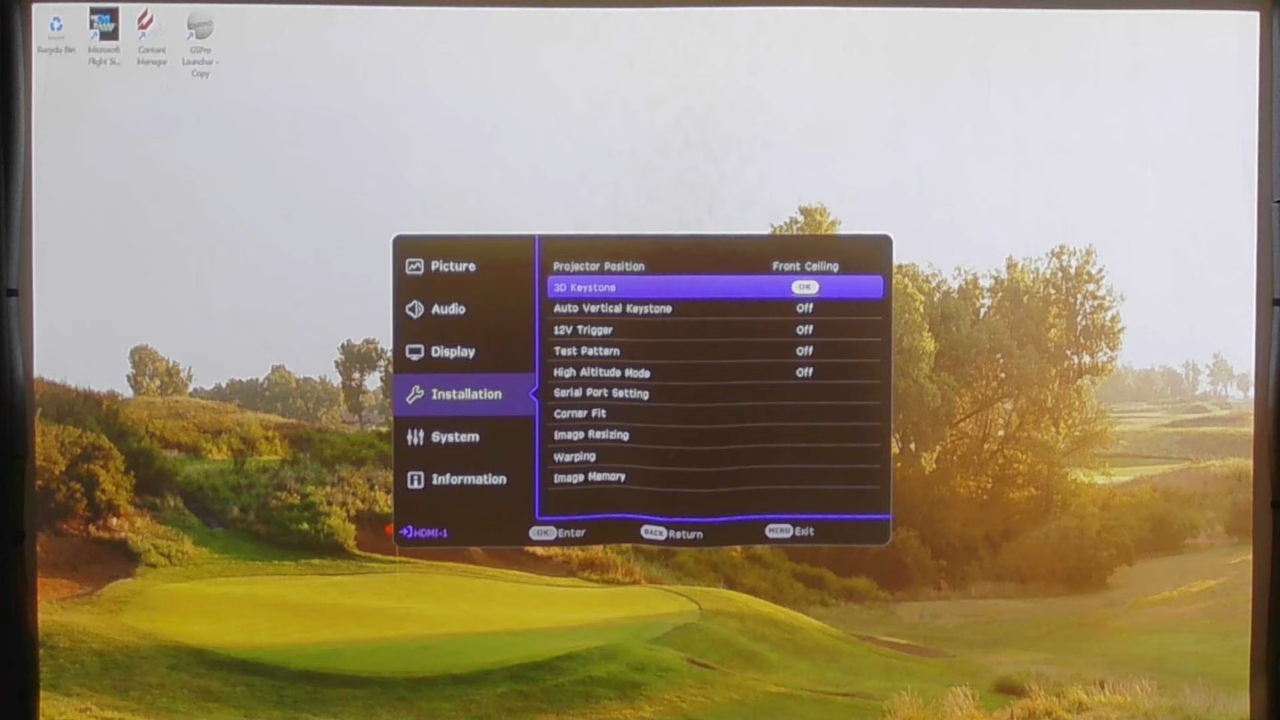 Recycle Bin
Microsoft Flight Si...
Content Manager
GSPro Launcher - Copy
Picture
Audio
Display
Installation
System
Information
Projector Position Front Ceiling
3D Keystone OK
Auto Vertical Keystone Off
12V Trigger Off
Test Pattern Off
High Altitude Mode Off
Serial Port Setting
Corner Fit
Image Resizing
Warping
Image Memory
HDMI-1
OK Enter
BACK Return
MENU Exit